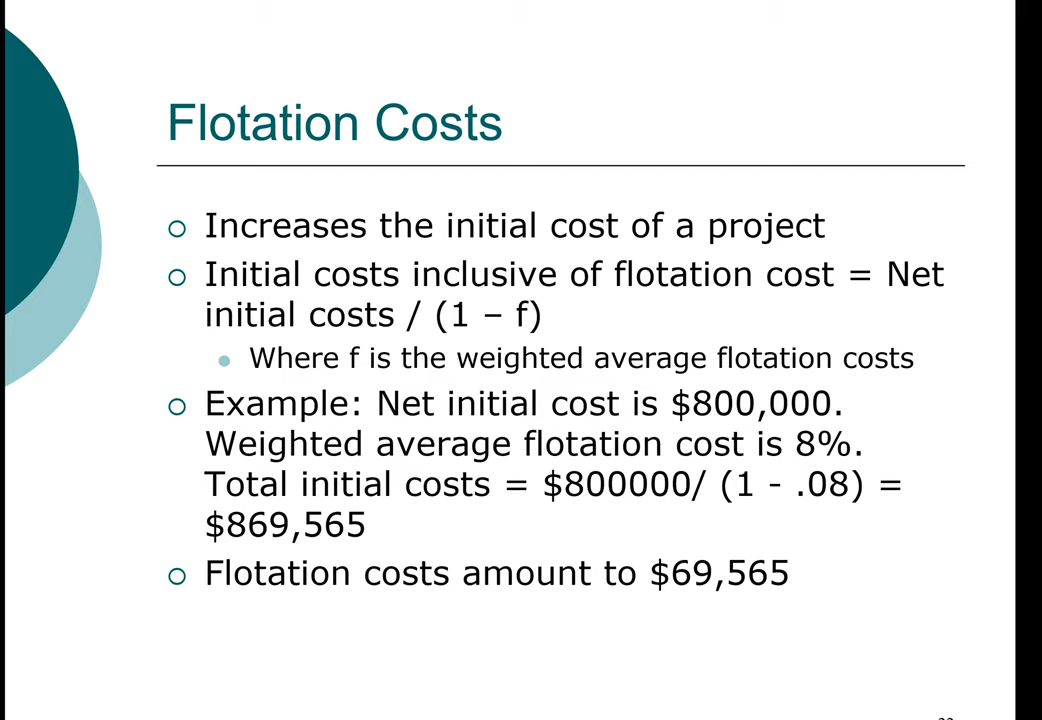 Flotation Costs
Increases the initial cost of a project
Initial costs inclusive of flotation cost = Net
initial costs / (1 – f)
Where f is the weighted average flotation costs
Example: Net initial cost is $800,000.
Weighted average flotation cost is 8%.
Total initial costs = $800000/ (1 - .08) =
$869,565
Flotation costs amount to $69,565